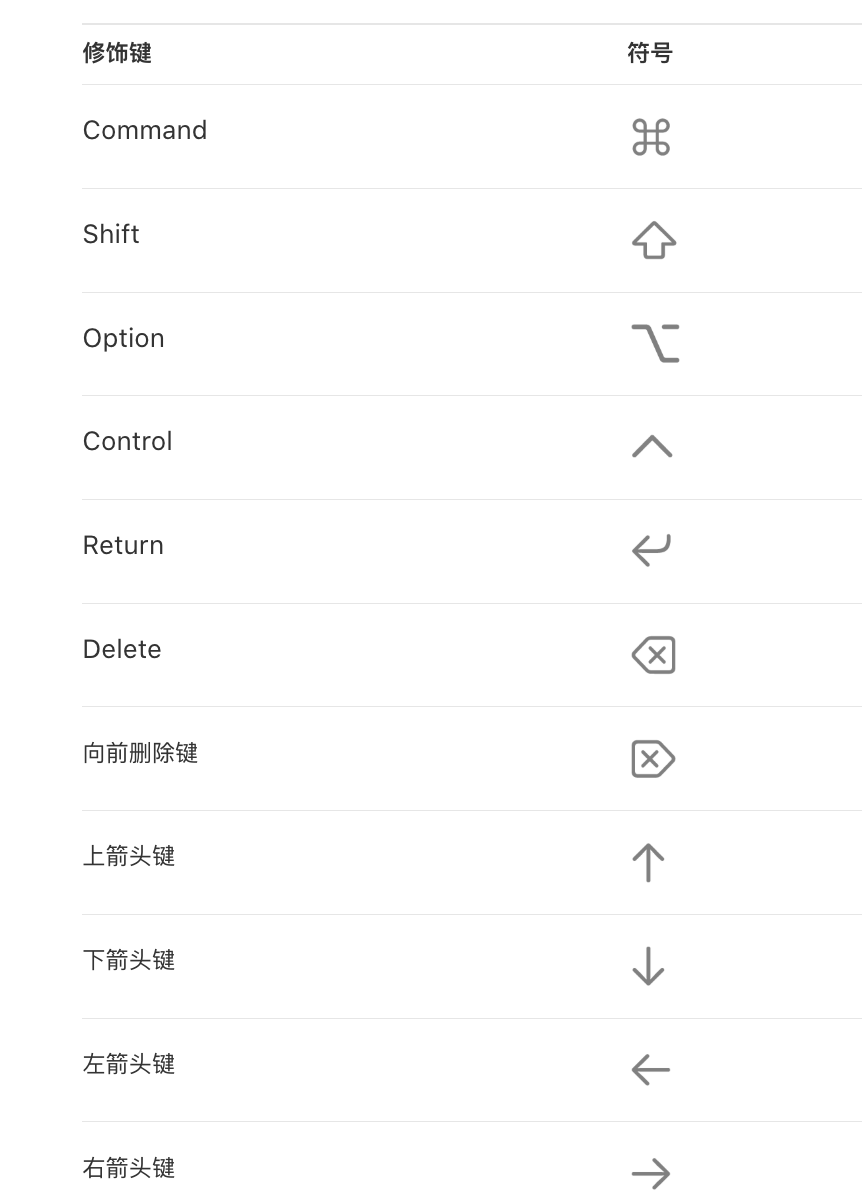 修饰键 符号
Command ⌘
Shift ⇧
Option ⌥
Control ⌃
Return ↩
Delete ⌫
向前删除键 ⌦
上箭头键 ↑
下箭头键 ↓
左箭头键 ←
右箭头键 →